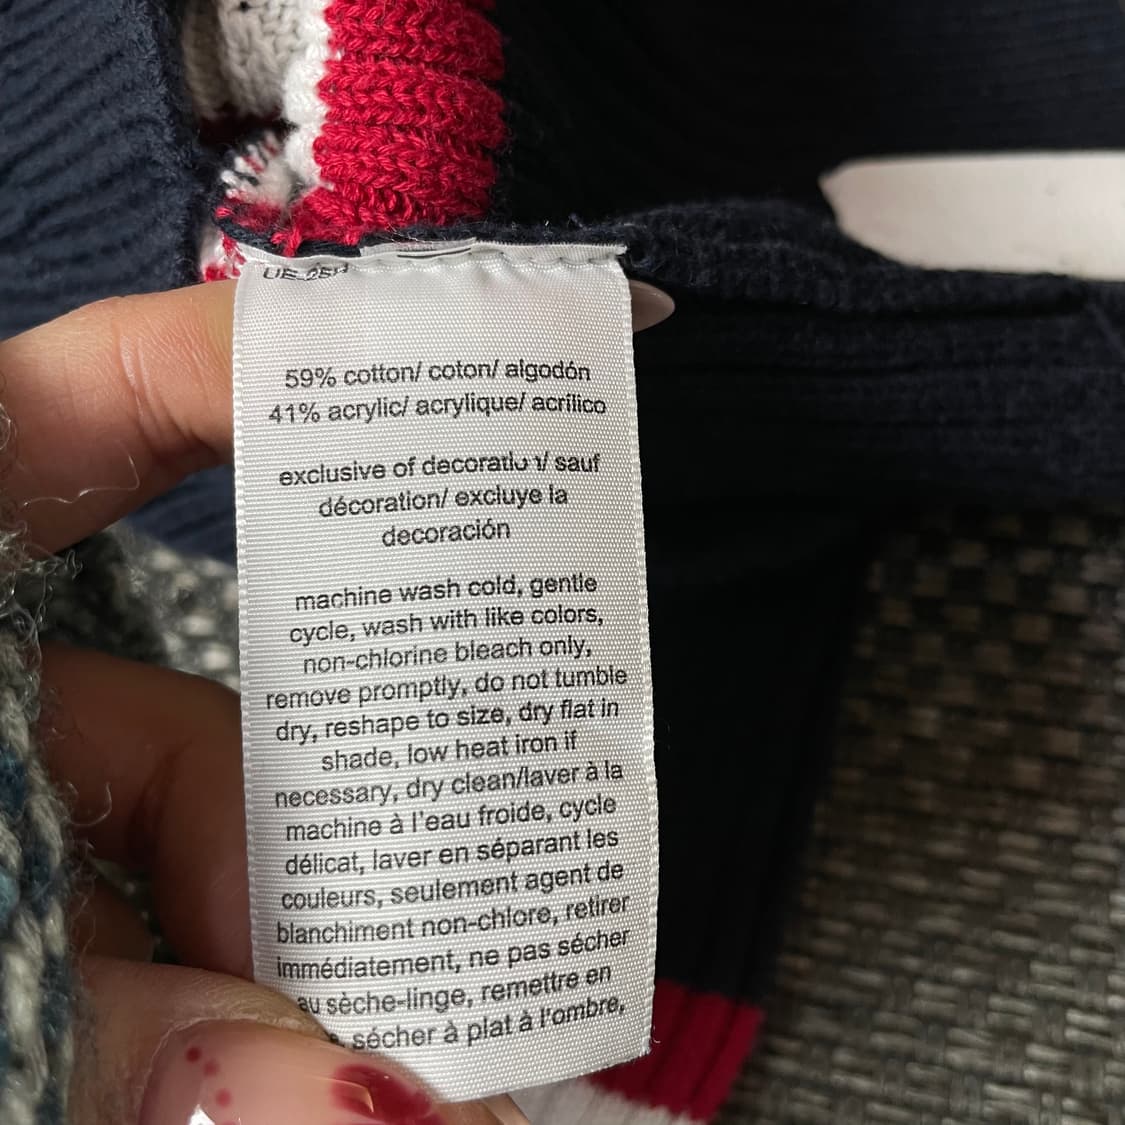 59% cotton/ coton/ algodón
41% acrylic/ acrylique/ acrílico
exclusive of decoration/ sauf
décoration/ excluye la
decoración
machine wash cold, gentle
cycle, wash with like colors,
non-chlorine bleach only,
remove promptly, do not tumble
dry, reshape to size, dry flat in
shade, low heat iron if
necessary, dry clean/laver à la
machine à l'eau froide, cycle
délicat, laver en séparant les
couleurs, seulement agent de
blanchiment non-chlore, retirer
immédiatement, ne pas sécher
au sèche-linge, remettre en
sécher à plat à l'ombre,